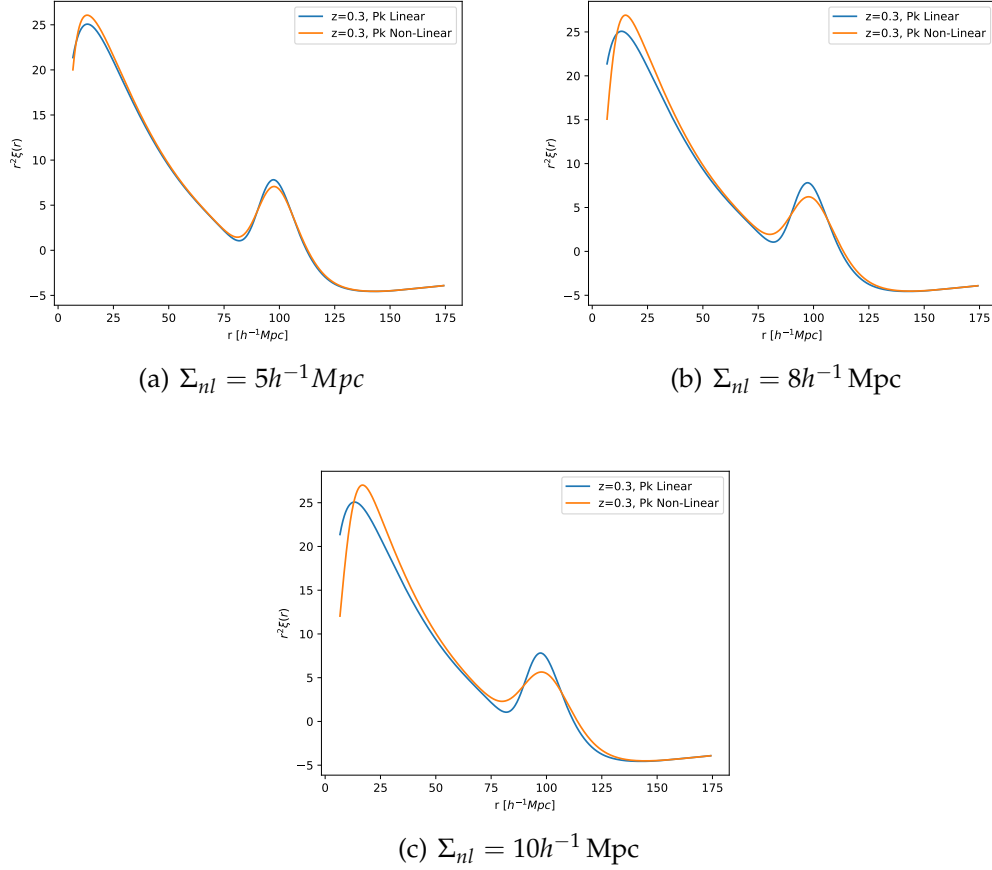 z=0.3, Pk Linear
z=0.3, Pk Non-Linear
25
20
15
10
5
0
−5
r²ξ(r)
0 25 50 75 100 125 150 175
r [h⁻¹Mpc]
(a) Σₙₗ = 5h⁻¹Mpc
z=0.3, Pk Linear
z=0.3, Pk Non-Linear
25
20
15
10
5
0
−5
r²ξ(r)
0 25 50 75 100 125 150 175
r [h⁻¹Mpc]
(b) Σₙₗ = 8h⁻¹ Mpc
z=0.3, Pk Linear
z=0.3, Pk Non-Linear
25
20
15
10
5
0
−5
r²ξ(r)
0 25 50 75 100 125 150 175
r [h⁻¹Mpc]
(c) Σₙₗ = 10h⁻¹ Mpc